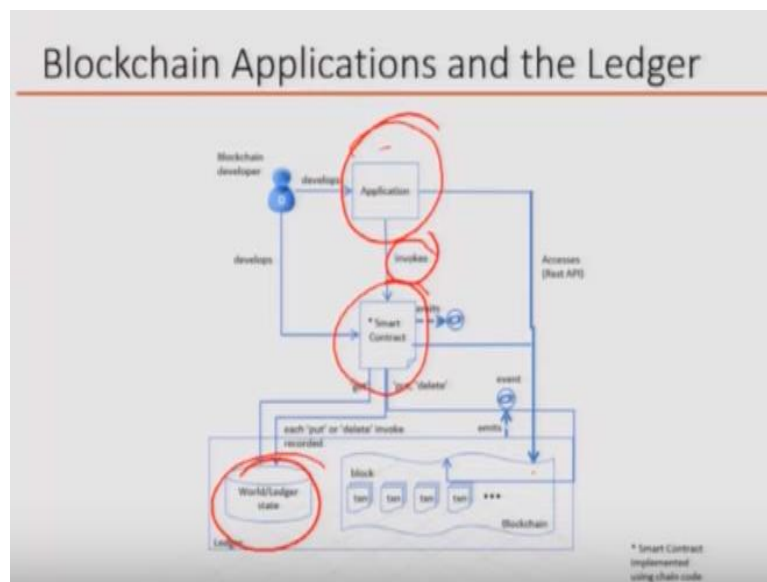 Blockchain Applications and the Ledger
Blockchain
developer
develops
Application
develops
invokes
Accesses
(Rest API)
* Smart
Contract
emits
'get'
'put', 'delete'
event
each 'put' or 'delete' invoke
recorded
emits
World/Ledger
state
block
txn
txn
txn
txn
...
Blockchain
Ledger
* Smart Contract
implemented
using chain code